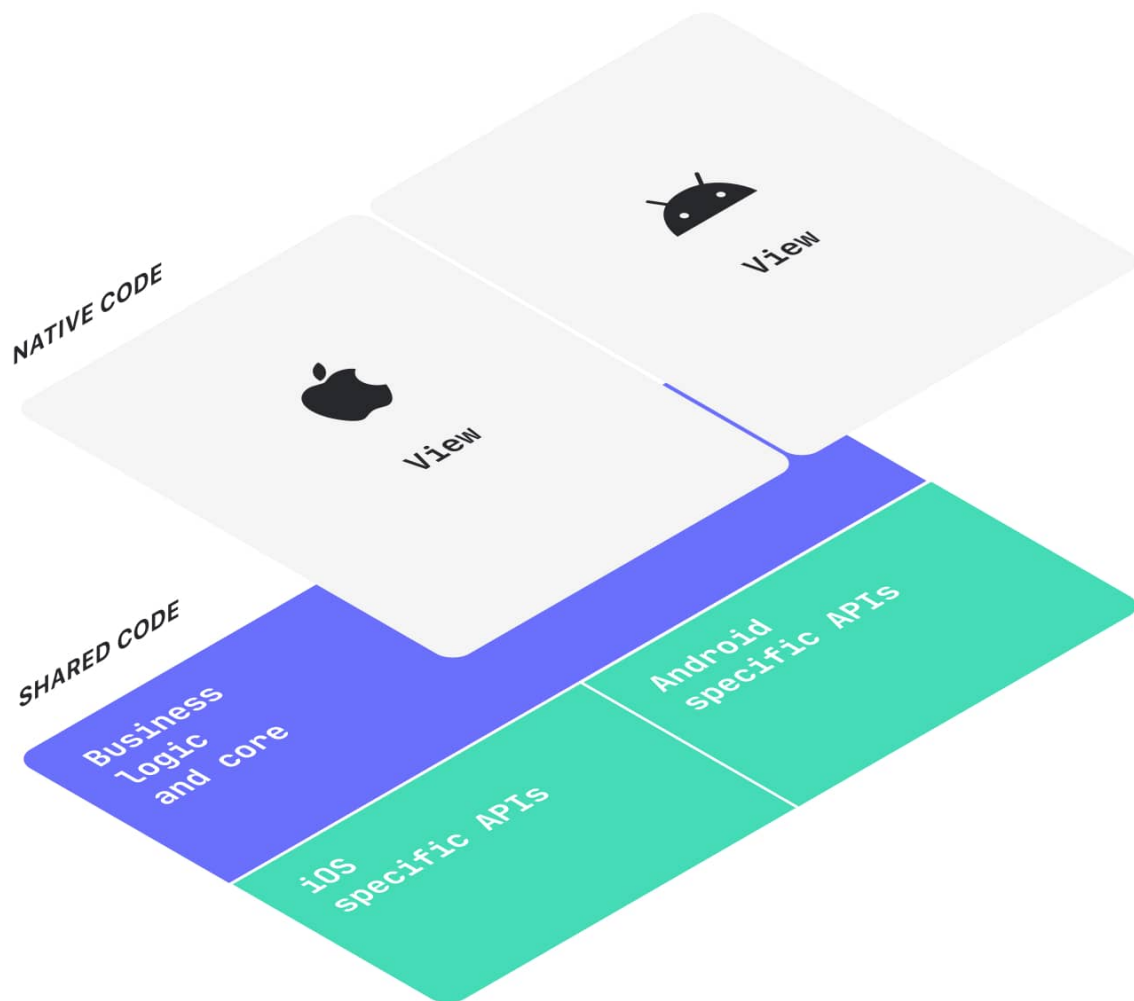 NATIVE CODE
View
View
SHARED CODE
Business
logic
and core
Android
specific APIs
iOS
specific APIs